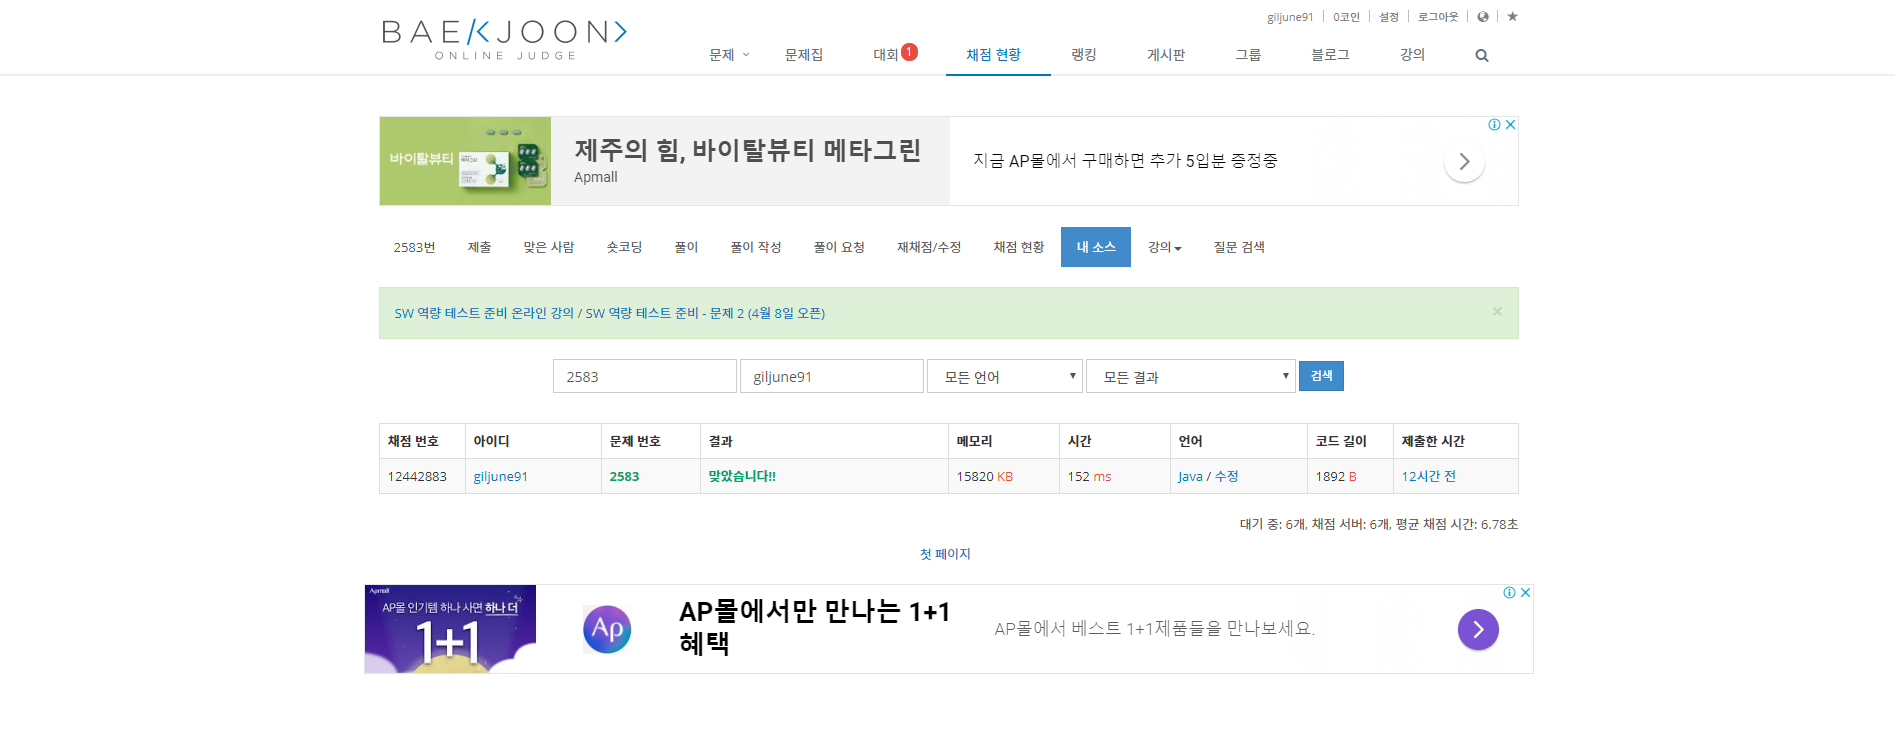 giljune91 0코인 설정 로그아웃
BAEKJOON
ONLINE JUDGE
문제 문제집 대회 1 채점 현황 랭킹 게시판 그룹 블로그 강의
바이탈뷰티
제주의 힘, 바이탈뷰티 메타그린
Apmall
지금 AP몰에서 구매하면 추가 5입분 증정중
2583번 제출 맞은 사람 숏코딩 풀이 풀이 작성 풀이 요청 재채점/수정 채점 현황 내 소스 강의 질문 검색
SW 역량 테스트 준비 온라인 강의 / SW 역량 테스트 준비 - 문제 2 (4월 8일 오픈) ×
2583 giljune91 모든 언어 모든 결과 검색
채점 번호 아이디 문제 번호 결과 메모리 시간 언어 코드 길이 제출한 시간
12442883 giljune91 2583 맞았습니다!! 15820 KB 152 ms Java / 수정 1892 B 12시간 전
대기 중: 6개, 채점 서버: 6개, 평균 채점 시간: 6.78초
첫 페이지
Apmall
AP몰 인기템 하나 사면 하나 더
1+1
Ap
AP몰에서만 만나는 1+1
혜택
AP몰에서 베스트 1+1제품들을 만나보세요.